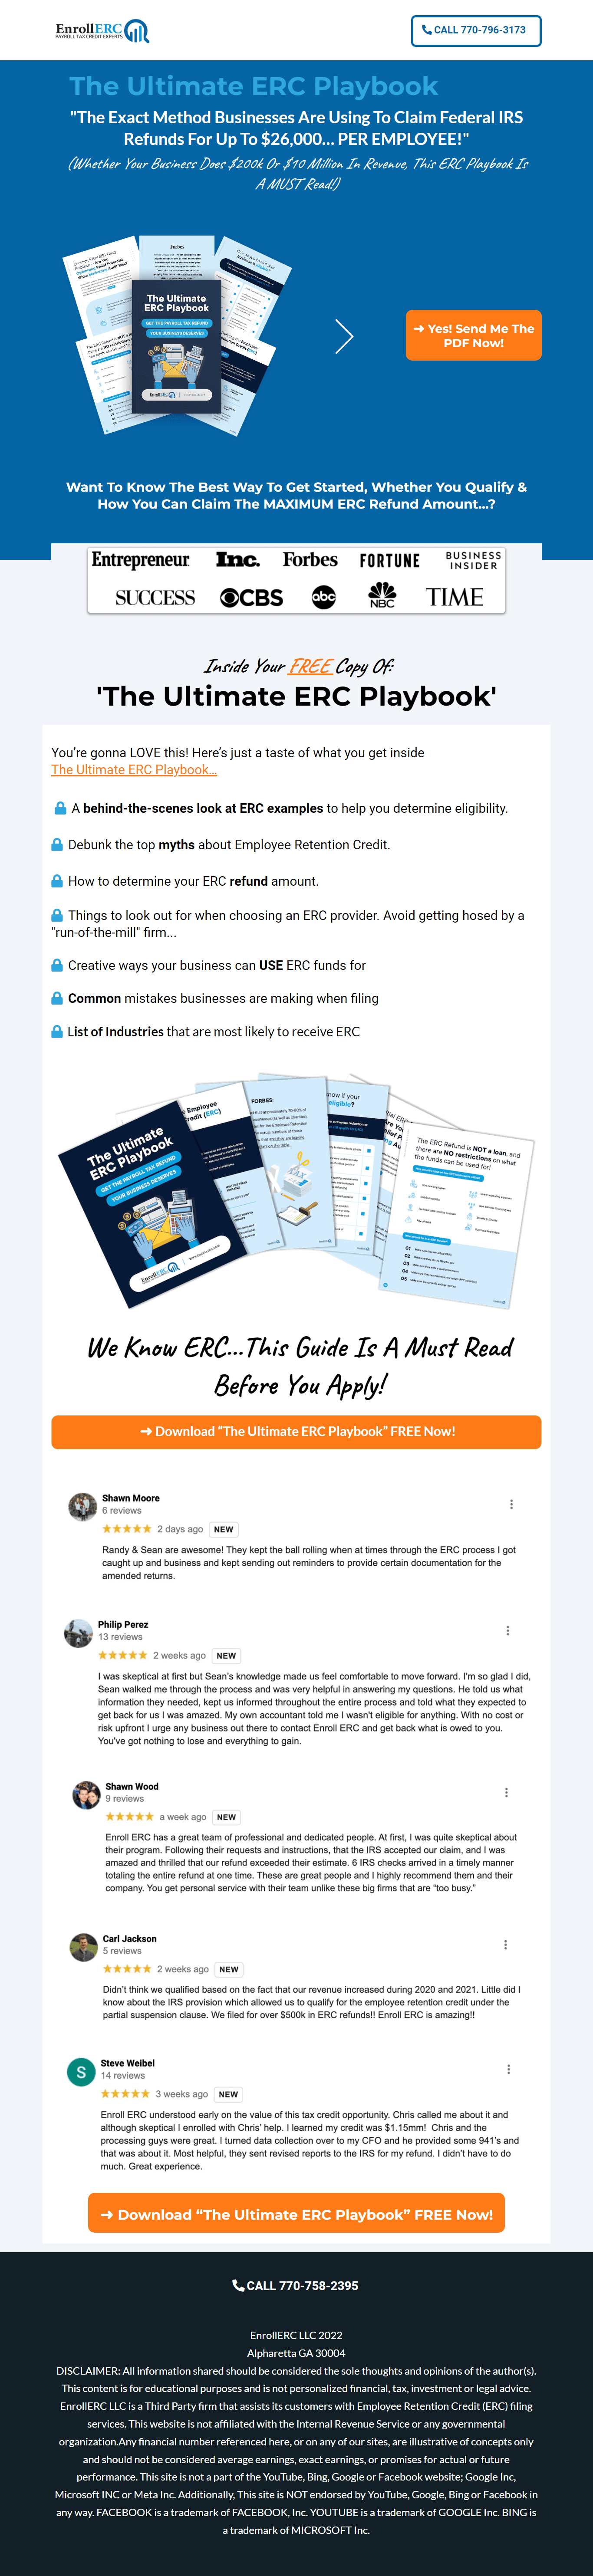 EnrollERC
PAYROLL TAX CREDIT EXPERTS
CALL 770-796-3173
The Ultimate ERC Playbook
"The Exact Method Businesses Are Using To Claim Federal IRS
Refunds For Up To $26,000... PER EMPLOYEE!"
(Whether Your Business Does $200k Or $10 Million In Revenue, This ERC Playbook Is
A MUST Read!)
Forbes
The Ultimate
ERC Playbook
GET THE PAYROLL TAX REFUND
YOUR BUSINESS DESERVES
EnrollERC
➜ Yes! Send Me The
PDF Now!
Want To Know The Best Way To Get Started, Whether You Qualify &
How You Can Claim The MAXIMUM ERC Refund Amount...?
Entrepreneur Inc. Forbes FORTUNE BUSINESS
INSIDER
SUCCESS CBS abc NBC TIME
Inside Your FREE Copy Of:
'The Ultimate ERC Playbook'
You’re gonna LOVE this! Here’s just a taste of what you get inside
The Ultimate ERC Playbook...
A behind-the-scenes look at ERC examples to help you determine eligibility.
Debunk the top myths about Employee Retention Credit.
How to determine your ERC refund amount.
Things to look out for when choosing an ERC provider. Avoid getting hosed by a
"run-of-the-mill" firm...
Creative ways your business can USE ERC funds for
Common mistakes businesses are making when filing
List of Industries that are most likely to receive ERC
The Ultimate
ERC Playbook
GET THE PAYROLL TAX REFUND
YOUR BUSINESS DESERVES
EnrollERC
Employee
Credit (ERC)
FORBES:
now if your
eligible?
TAX
The ERC Refund is NOT a loan, and
there are NO restrictions on what
the funds can be used for!
01
02
03
04
05
We Know ERC...This Guide Is A Must Read
Before You Apply!
➜ Download “The Ultimate ERC Playbook” FREE Now!
Shawn Moore
6 reviews
2 days ago NEW
Randy & Sean are awesome! They kept the ball rolling when at times through the ERC process I got
caught up and business and kept sending out reminders to provide certain documentation for the
amended returns.
Philip Perez
13 reviews
2 weeks ago NEW
I was skeptical at first but Sean’s knowledge made us feel comfortable to move forward. I'm so glad I did,
Sean walked me through the process and was very helpful in answering my questions. He told us what
information they needed, kept us informed throughout the entire process and told what they expected to
get back for us I was amazed. My own accountant told me I wasn't eligible for anything. With no cost or
risk upfront I urge any business out there to contact Enroll ERC and get back what is owed to you.
You've got nothing to lose and everything to gain.
Shawn Wood
9 reviews
a week ago NEW
Enroll ERC has a great team of professional and dedicated people. At first, I was quite skeptical about
their program. Following their requests and instructions, that the IRS accepted our claim, and I was
amazed and thrilled that our refund exceeded their estimate. 6 IRS checks arrived in a timely manner
totaling the entire refund at one time. These are great people and I highly recommend them and their
company. You get personal service with their team unlike these big firms that are “too busy.”
Carl Jackson
5 reviews
2 weeks ago NEW
Didn’t think we qualified based on the fact that our revenue increased during 2020 and 2021. Little did I
know about the IRS provision which allowed us to qualify for the employee retention credit under the
partial suspension clause. We filed for over $500k in ERC refunds!! Enroll ERC is amazing!!
S
Steve Weibel
14 reviews
3 weeks ago NEW
Enroll ERC understood early on the value of this tax credit opportunity. Chris called me about it and
although skeptical I enrolled with Chris’ help. I learned my credit was $1.15mm! Chris and the
processing guys were great. I turned data collection over to my CFO and he provided some 941’s and
that was about it. Most helpful, they sent revised reports to the IRS for my refund. I didn’t have to do
much. Great experience.
➜ Download “The Ultimate ERC Playbook” FREE Now!
CALL 770-758-2395
EnrollERC LLC 2022
Alpharetta GA 30004
DISCLAIMER: All information shared should be considered the sole thoughts and opinions of the author(s).
This content is for educational purposes and is not personalized financial, tax, investment or legal advice.
EnrollERC LLC is a Third Party firm that assists its customers with Employee Retention Credit (ERC) filing
services. This website is not affiliated with the Internal Revenue Service or any governmental
organization.Any financial number referenced here, or on any of our sites, are illustrative of concepts only
and should not be considered average earnings, exact earnings, or promises for actual or future
performance. This site is not a part of the YouTube, Bing, Google or Facebook website; Google Inc,
Microsoft INC or Meta Inc. Additionally, This site is NOT endorsed by YouTube, Google, Bing or Facebook in
any way. FACEBOOK is a trademark of FACEBOOK, Inc. YOUTUBE is a trademark of GOOGLE Inc. BING is
a trademark of MICROSOFT Inc.